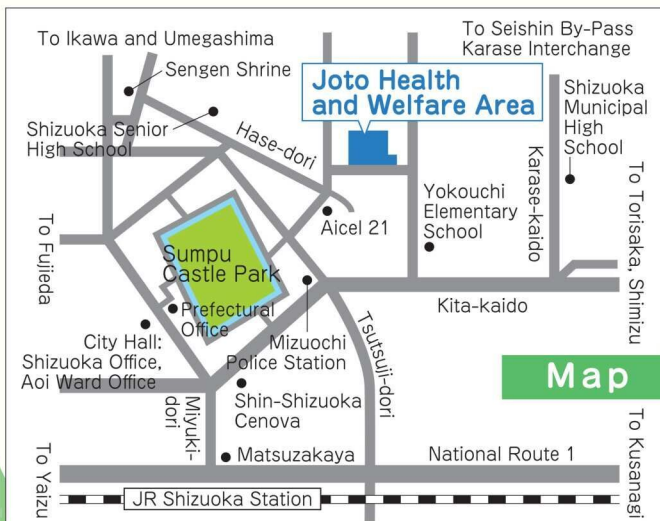 To Ikawa and Umegashima
Sengen Shrine
Shizuoka Senior
High School
Hase-dori
Joto Health
and Welfare Area
To Seishin By-Pass
Karase Interchange
Shizuoka
Municipal
High
School
Karase-kaido
To Torisaka, Shimizu
Aicel 21
Yokouchi
Elementary
School
To Fujieda
Sumpu
Castle Park
Prefectural
Office
City Hall:
Shizuoka Office,
Aoi Ward Office
Mizuochi
Police Station
Kita-kaido
Tsutsuji-dori
Map
Miyuki-
dori
Shin-Shizuoka
Cenova
Matsuzakaya
National Route 1
To Yaizu
To Kusanagi
JR Shizuoka Station